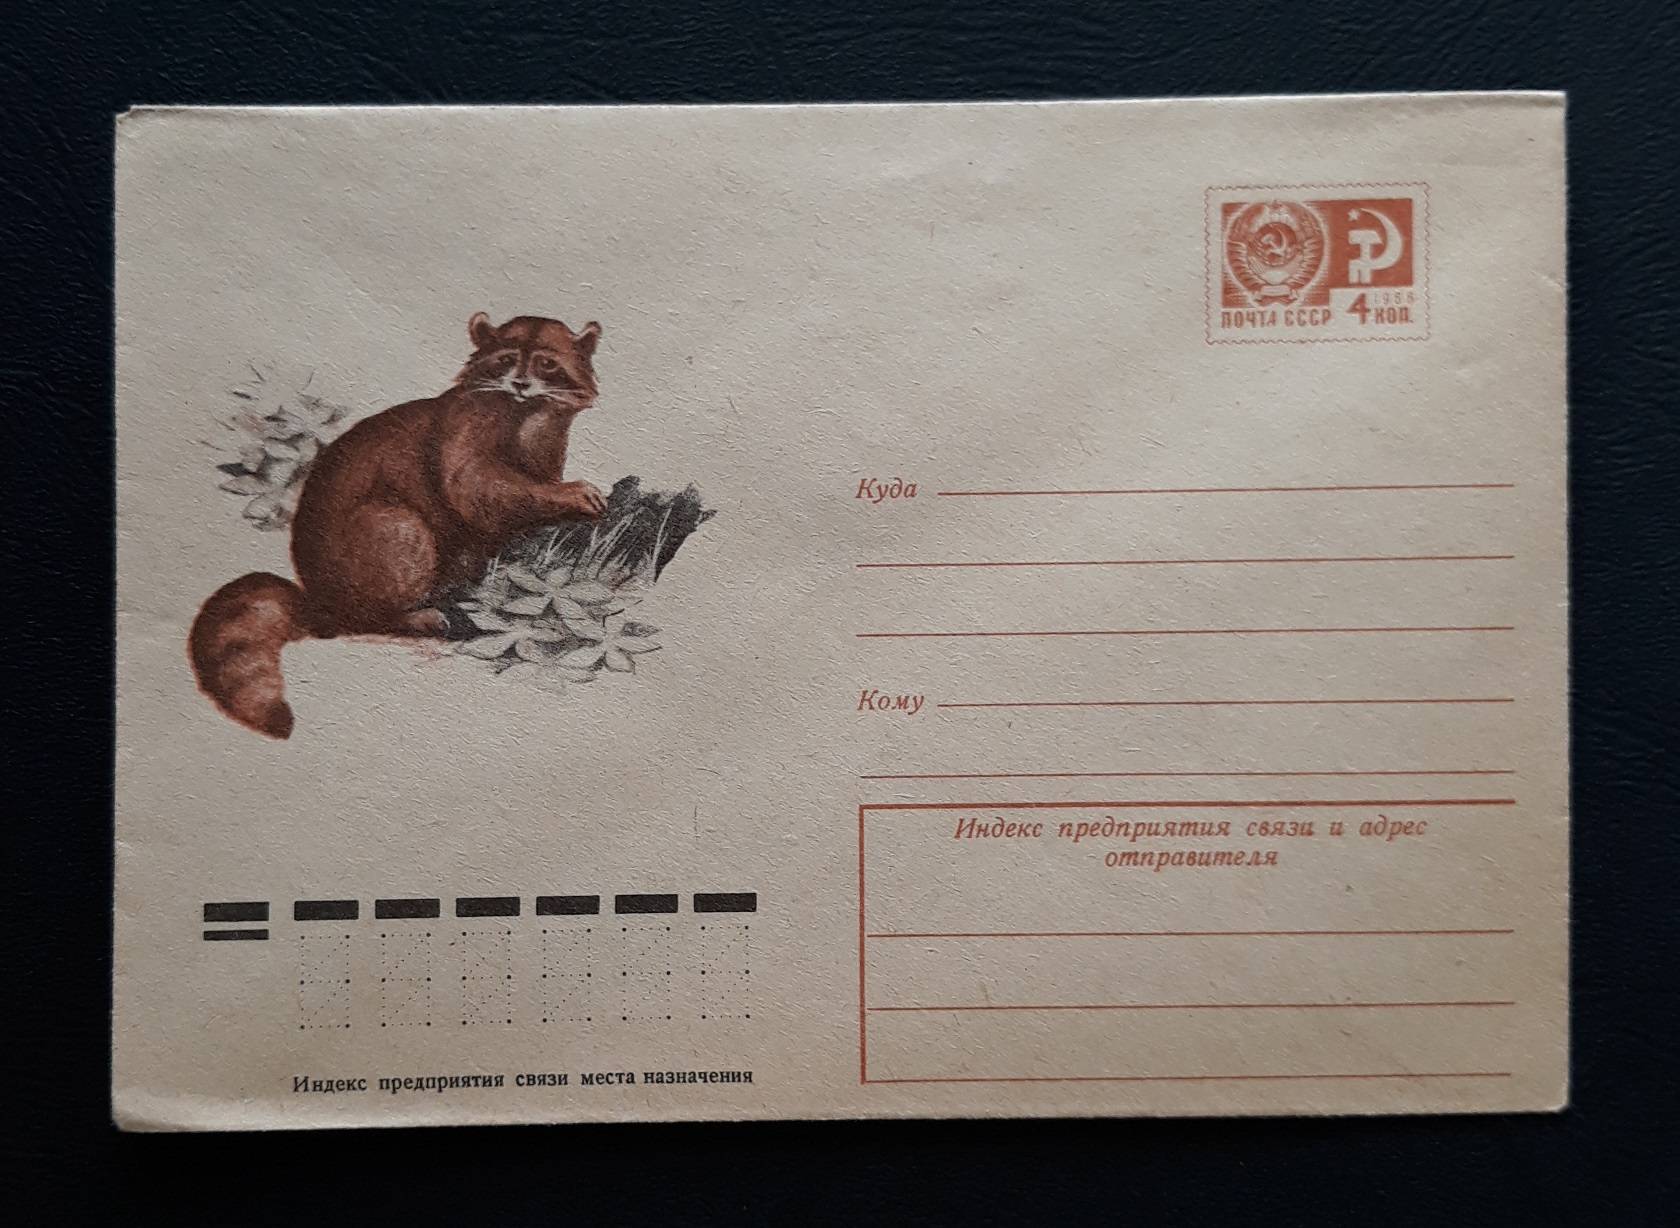 1966
ПОЧТА СССР 4 КОП.
Куда
Кому
Индекс предприятия связи и адрес
отправителя
Индекс предприятия связи места назначения